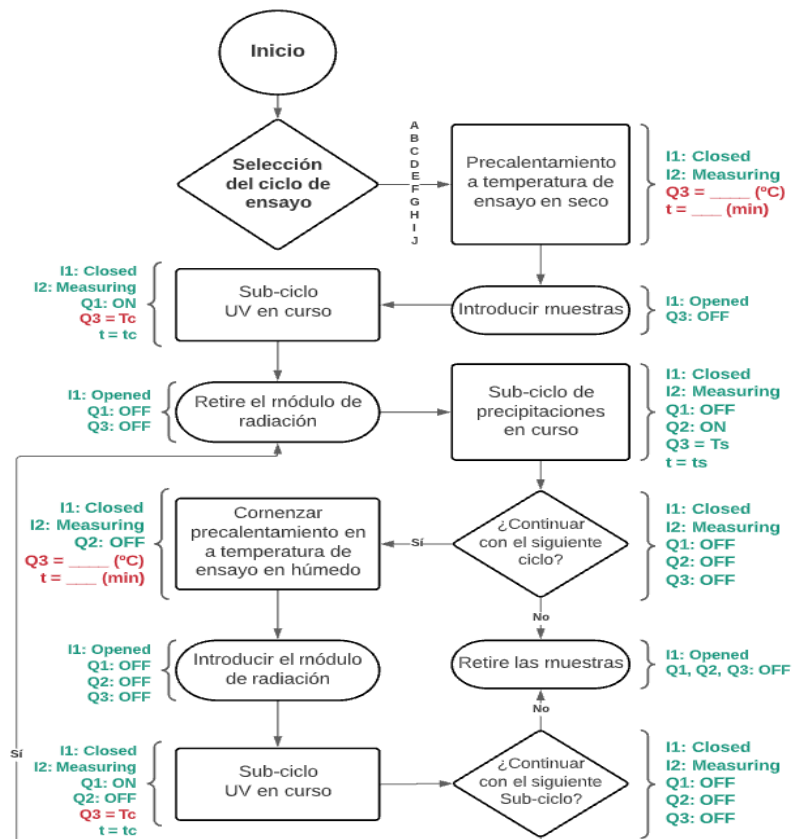 Inicio
Selección
del ciclo de
ensayo
A
B
C
D
E
F
G
H
I
J
Precalentamiento
a temperatura de
ensayo en seco
I1: Closed
I2: Measuring
Q3 = ____ (ºC)
t = ___ (min)
I1: Closed
I2: Measuring
Q1: ON
Q3 = Tc
t = tc
Sub-ciclo
UV en curso
Introducir muestras
I1: Opened
Q3: OFF
I1: Opened
Q1: OFF
Q3: OFF
Retire el módulo de
radiación
Sub-ciclo de
precipitaciones
en curso
I1: Closed
I2: Measuring
Q1: OFF
Q2: ON
Q3 = Ts
t = ts
I1: Closed
I2: Measuring
Q2: OFF
Q3 = ____ (ºC)
t = ___ (min)
Comenzar
precalentamiento en
a temperatura de
ensayo en húmedo
Sí
¿Continuar
con el siguiente
ciclo?
I1: Closed
I2: Measuring
Q1: OFF
Q2: OFF
Q3: OFF
No
I1: Opened
Q1: OFF
Q2: OFF
Q3: OFF
Introducir el módulo
de radiación
Retire las muestras
I1: Opened
Q1, Q2, Q3: OFF
No
Sí
I1: Closed
I2: Measuring
Q1: ON
Q2: OFF
Q3 = Tc
t = tc
Sub-ciclo
UV en curso
¿Continuar
con el siguiente
Sub-ciclo?
I1: Closed
I2: Measuring
Q1: OFF
Q2: OFF
Q3: OFF